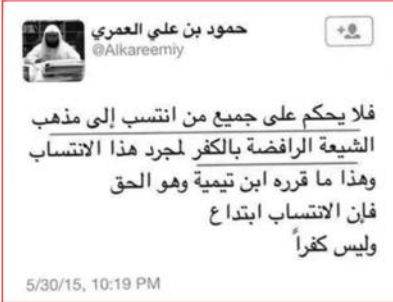 حمود بن علي العمري
@Alkareemiy
فلا يحكم على جميع من انتسب إلى مذهب
الشيعة الرافضة بالكفر لمجرد هذا الانتساب
وهذا ما قرره ابن تيمية وهو الحق
فإن الانتساب ابتداع
وليس كفراً
5/30/15, 10:19 PM